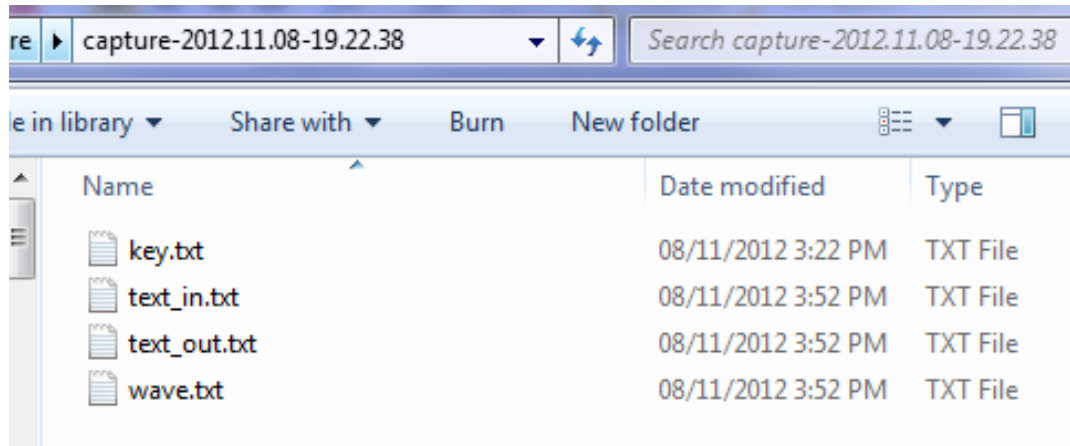 re ▸ capture-2012.11.08-19.22.38 Search capture-2012.11.08-19.22.38
le in library Share with Burn New folder
Name Date modified Type
key.txt 08/11/2012 3:22 PM TXT File
text_in.txt 08/11/2012 3:52 PM TXT File
text_out.txt 08/11/2012 3:52 PM TXT File
wave.txt 08/11/2012 3:52 PM TXT File